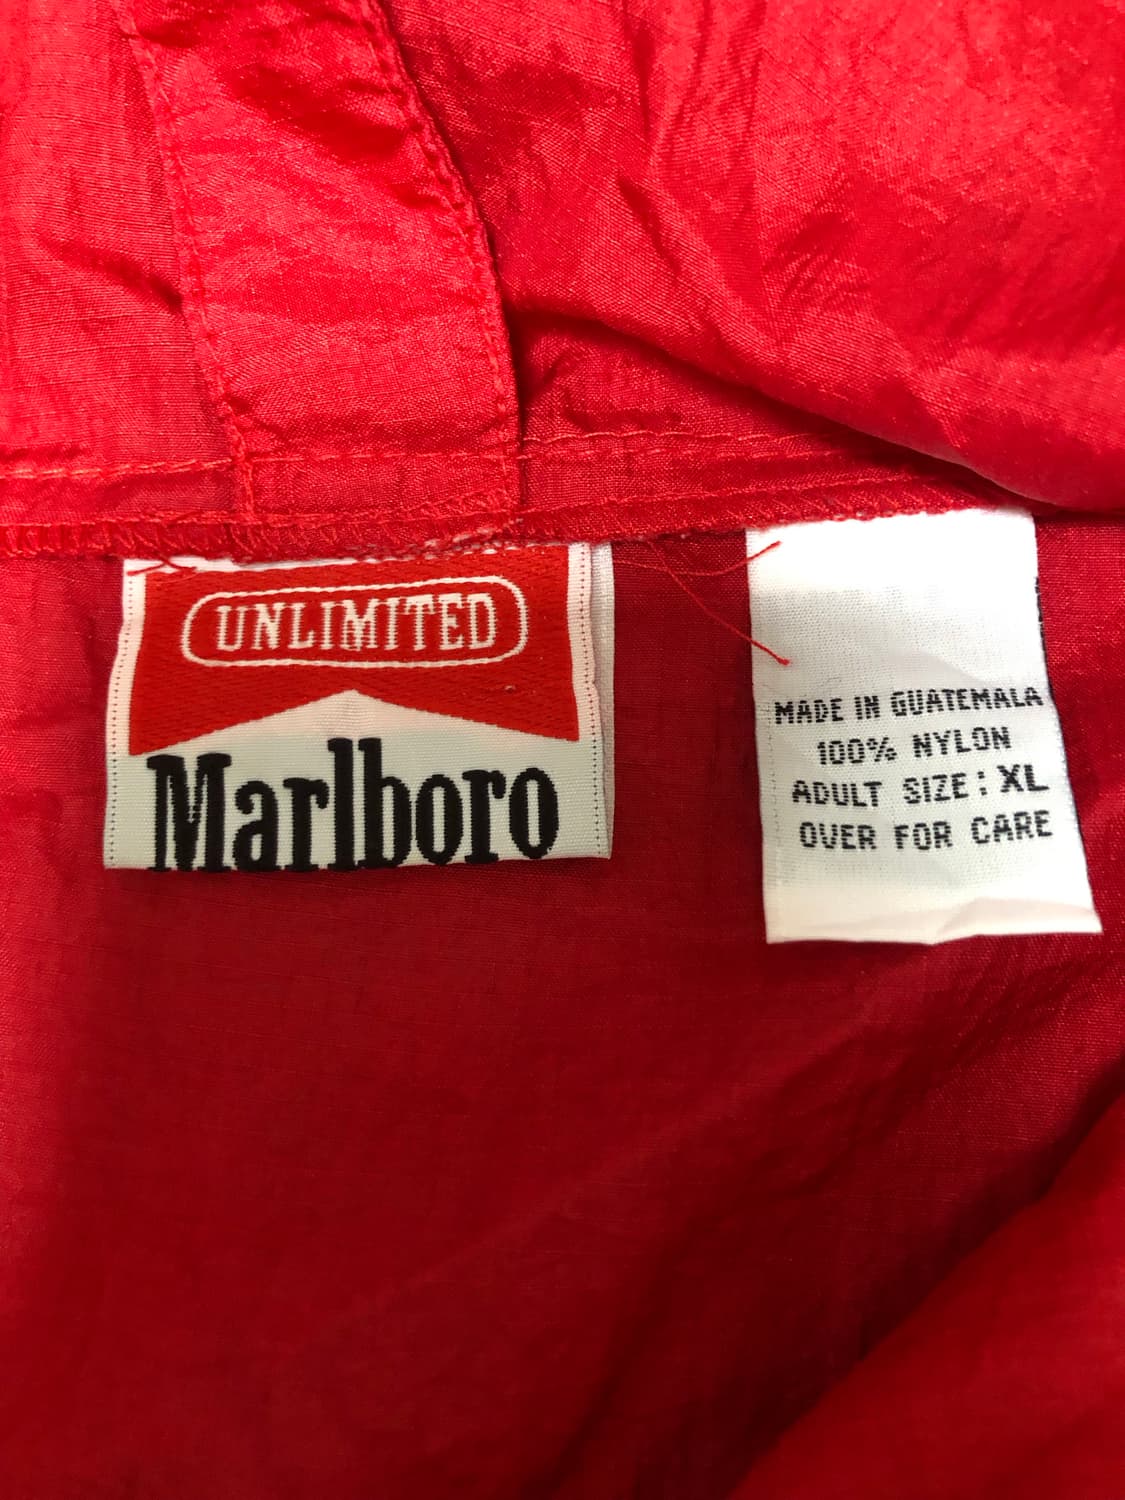 UNLIMITED
Marlboro
MADE IN GUATEMALA
100% NYLON
ADULT SIZE: XL
OVER FOR CARE